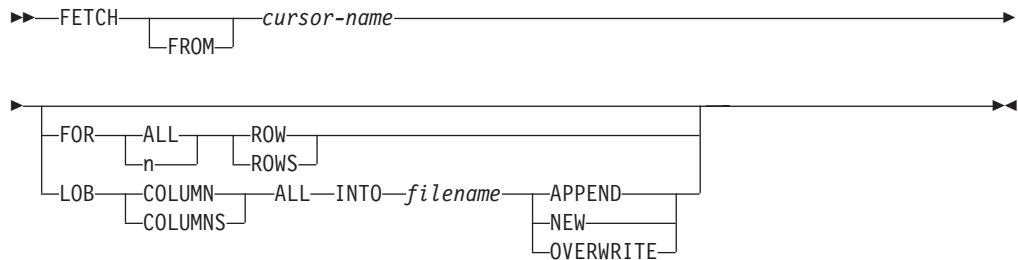 FETCH cursor-name
FROM
FOR ALL ROW
n ROWS
LOB COLUMN ALL INTO filename APPEND
COLUMNS NEW
OVERWRITE